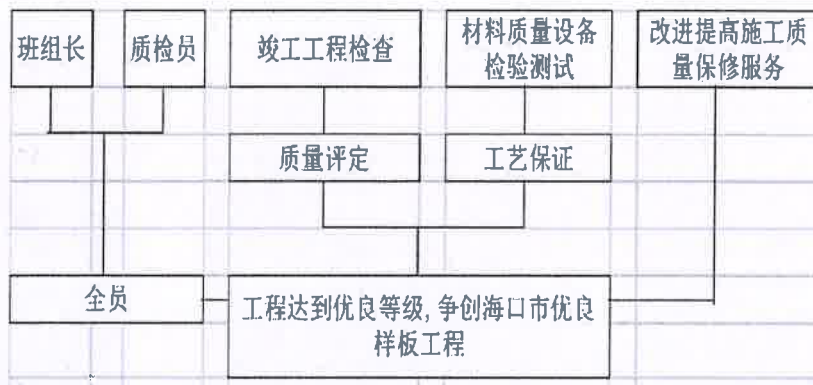 班组长
质检员
竣工工程检查
材料质量设备
检验测试
改进提高施工质
量保修服务
质量评定
工艺保证
全员
工程达到优良等级,争创海口市优良
样板工程